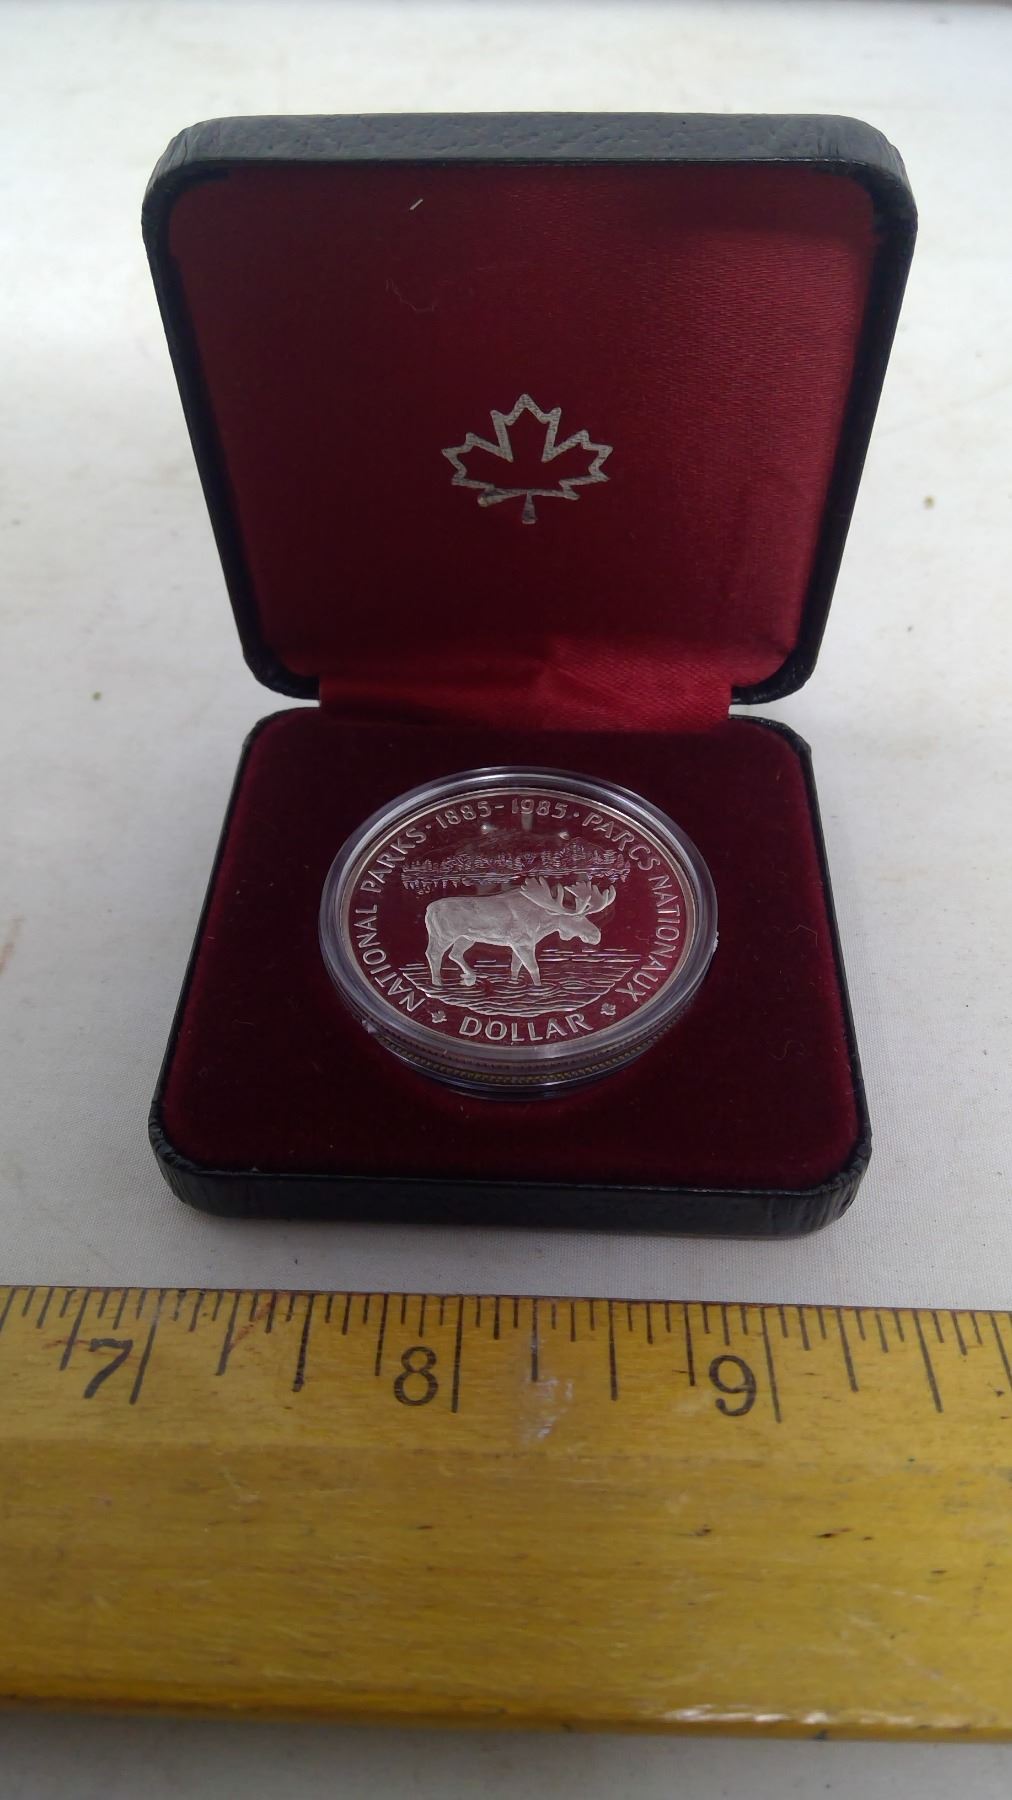 NATIONAL PARKS · 1885-1985 · PARCS NATIONAUX
DOLLAR
7 8 9